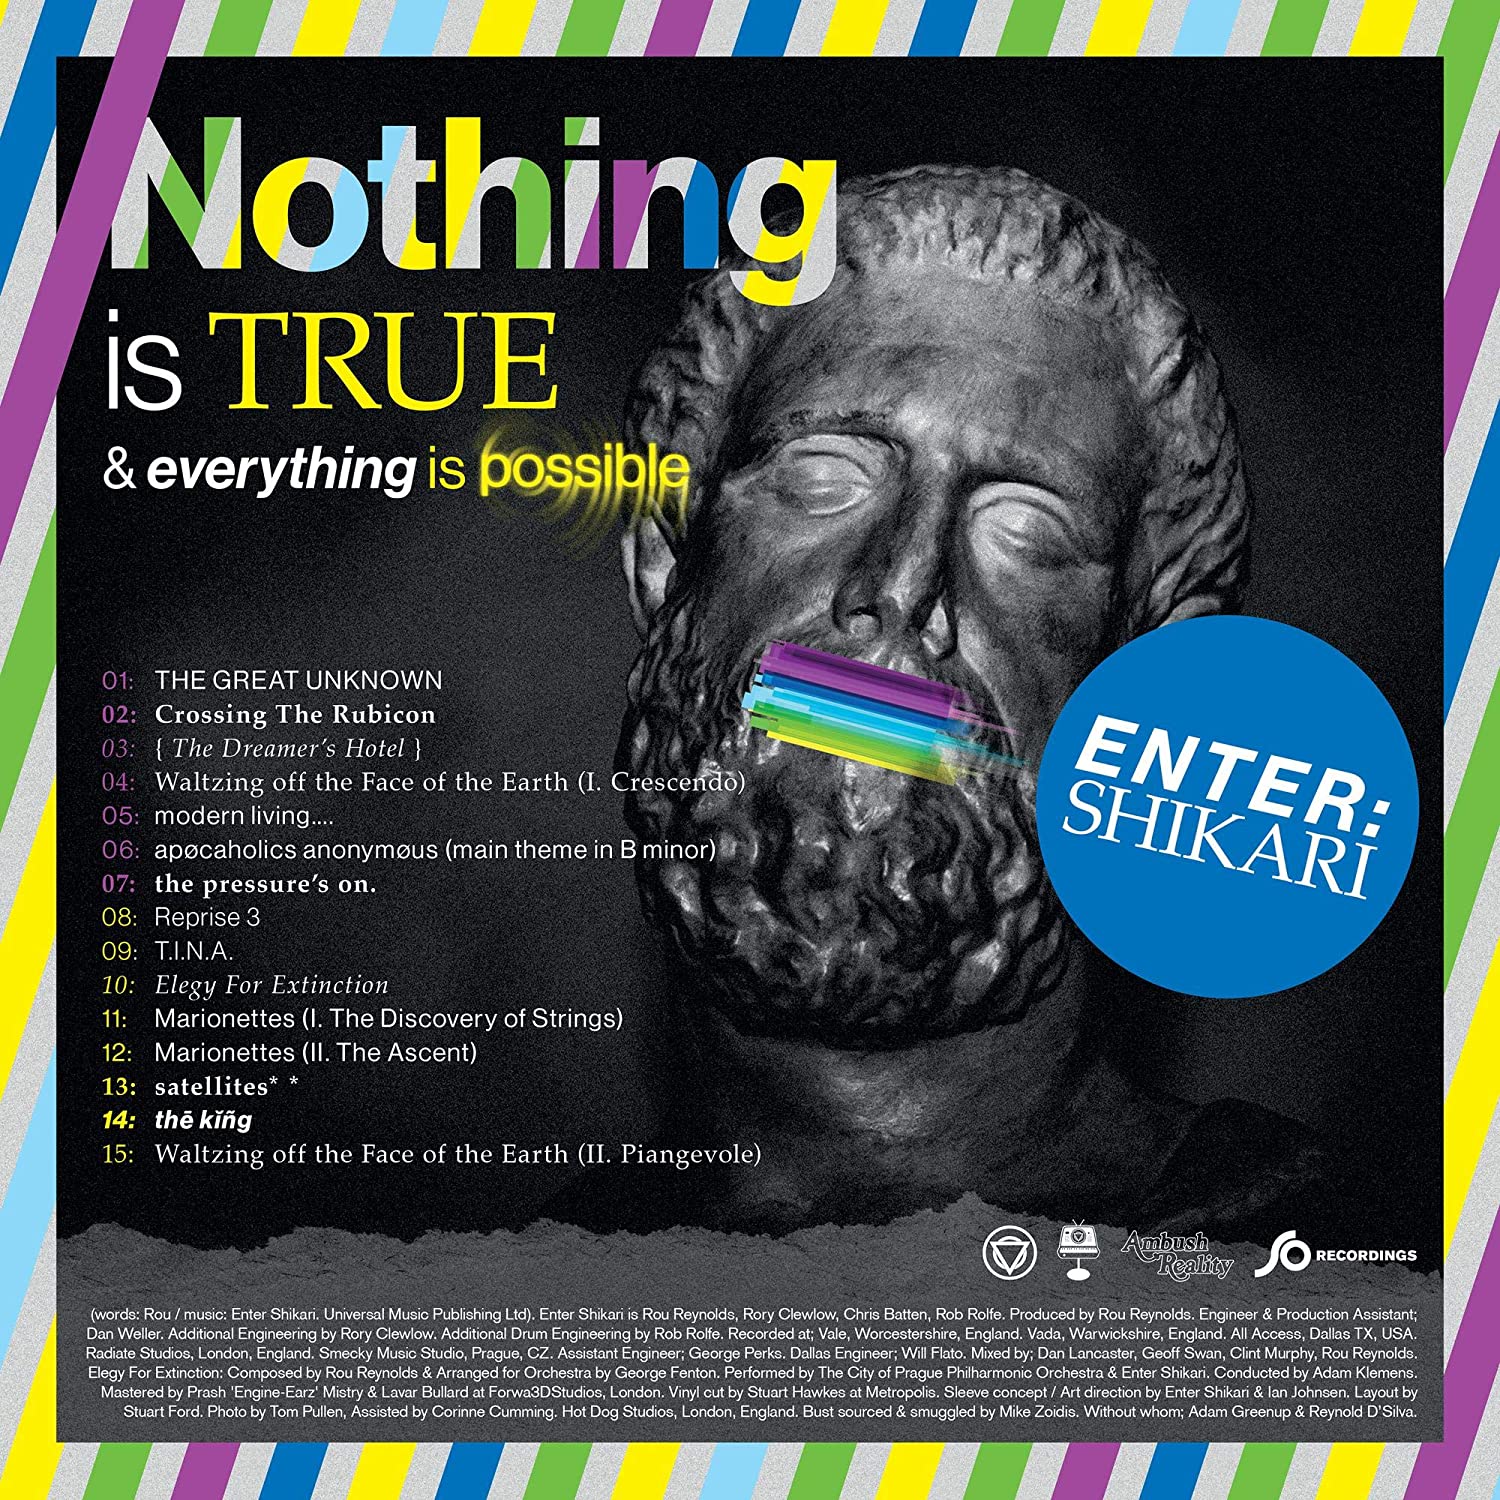 Nothing
is TRUE
& everything is possible
01: THE GREAT UNKNOWN
02: Crossing The Rubicon
03: { The Dreamer's Hotel }
04: Waltzing off the Face of the Earth (I. Crescendo)
05: modern living....
06: apøcaholics anonymøus (main theme in B minor)
07: the pressure's on.
08: Reprise 3
09: T.I.N.A.
10: Elegy For Extinction
11: Marionettes (I. The Discovery of Strings)
12: Marionettes (II. The Ascent)
13: satellites* *
14: thē kĭñg
15: Waltzing off the Face of the Earth (II. Piangevole)
ENTER:
SHIKARI
Ambush
Reality
so RECORDINGS
(words: Rou / music: Enter Shikari. Universal Music Publishing Ltd). Enter Shikari is Rou Reynolds, Rory Clewlow, Chris Batten, Rob Rolfe. Produced by Rou Reynolds. Engineer & Production Assistant;
Dan Weller. Additional Engineering by Rory Clewlow. Additional Drum Engineering by Rob Rolfe. Recorded at; Vale, Worcestershire, England. Vada, Warwickshire, England. All Access, Dallas TX, USA.
Radiate Studios, London, England. Smecky Music Studio, Prague, CZ. Assistant Engineer; George Perks. Dallas Engineer; Will Flato. Mixed by; Dan Lancaster, Geoff Swan, Clint Murphy, Rou Reynolds.
Elegy For Extinction: Composed by Rou Reynolds & Arranged for Orchestra by George Fenton. Performed by The City of Prague Philharmonic Orchestra & Enter Shikari. Conducted by Adam Klemens.
Mastered by Prash 'Engine-Earz' Mistry & Lavar Bullard at Forwa3DStudios, London. Vinyl cut by Stuart Hawkes at Metropolis. Sleeve concept / Art direction by Enter Shikari & Ian Johnsen. Layout by
Stuart Ford. Photo by Tom Pullen, Assisted by Corinne Cumming. Hot Dog Studios, London, England. Bust sourced & smuggled by Mike Zoidis. Without whom; Adam Greenup & Reynold D'Silva.